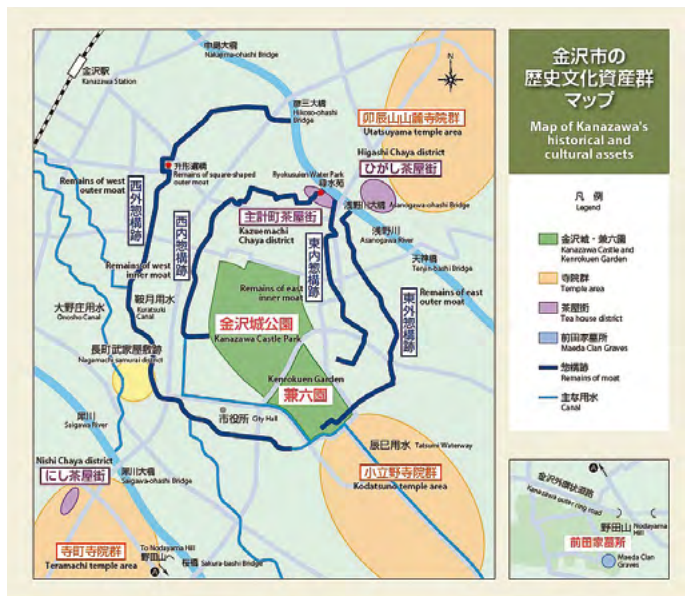 金沢駅
Kanazawa Station
中島大橋
Nakajima-ohashi Bridge
N
彦三大橋
Hikoso-ohashi
Bridge
卯辰山山麓寺院群
Utatsuyama temple area
升形遺構
Remains of square-shaped
outer moat
Remains of west
outer moat
西外惣構跡
Ryokusuien Water Park
緑水苑
Higashi Chaya district
ひがし茶屋街
浅野川大橋
Asanogawa-ohashi Bridge
主計町茶屋街
Kazuemachi
Chaya district
浅野川
Asanogawa River
天神橋
Tenjin-bashi Bridge
西内惣構跡
Remains of west
inner moat
東内惣構跡
Remains of east
inner moat
東外惣構跡
Remains of east
outer moat
大野庄用水
Onosho Canal
鞍月用水
Kuratsuki
Canal
金沢城公園
Kanazawa Castle Park
長町武家屋敷跡
Nagamachi samurai district
Kenrokuen Garden
兼六園
市役所
City Hall
犀川
Saigawa River
辰巳用水
Tatsumi Waterway
Nishi Chaya district
にし茶屋街
犀川大橋
Saigawa-ohashi Bridge
小立野寺院群
Kodatsuno temple area
寺町寺院群
Teramachi temple area
To Nodayama Hill
野田山へ
A
桜橋
Sakura-bashi Bridge
金沢市の
歴史文化資産群
マップ
Map of Kanazawa's
historical and
cultural assets
凡 例
Legend
金沢城・兼六園
Kanazawa Castle and
Kenrokuen Garden
寺院群
Temple area
茶屋街
Tea house district
前田家墓所
Maeda Clan Graves
惣構跡
Remains of moat
主な用水
Canal
A
金沢外環状道路
Kanazawa outer ring road
野田山
Nodayama
Hill
前田家墓所
Maeda Clan
Graves